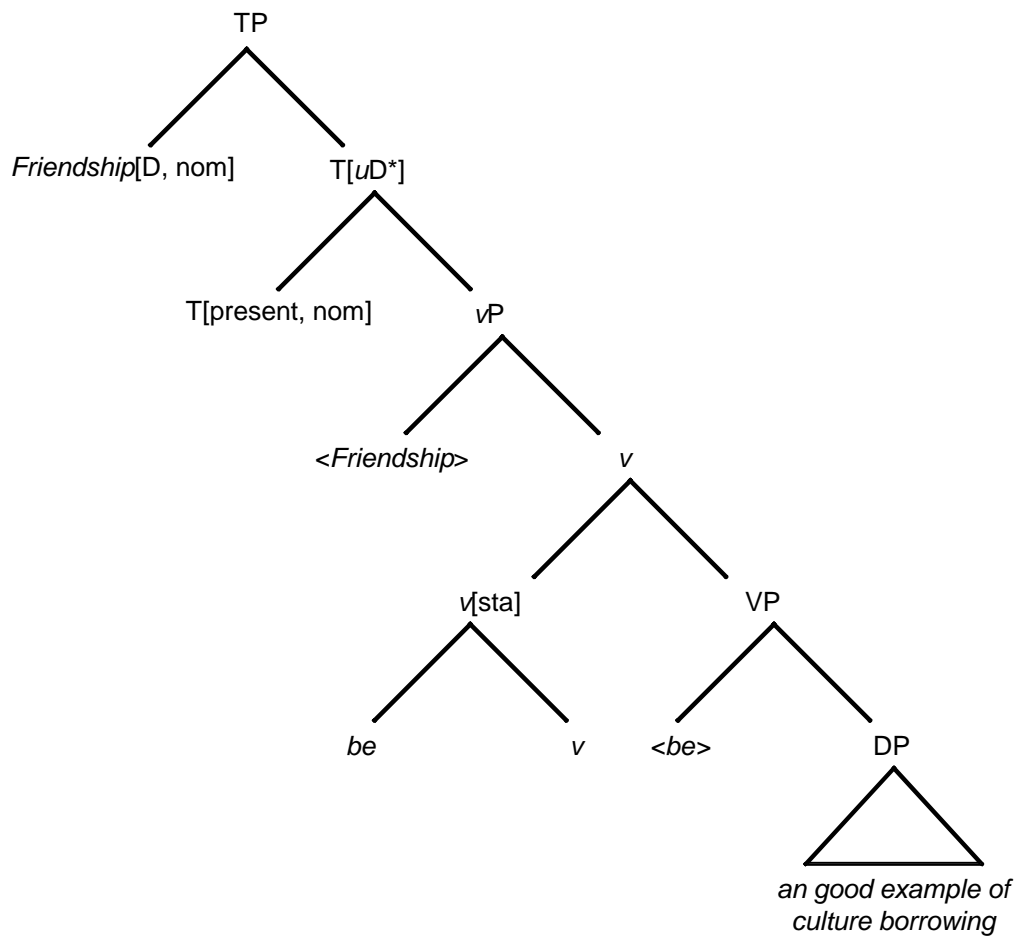 TP
Friendship[D, nom] T[uD*]
T[present, nom] vP
<Friendship> v
v[sta] VP
be v <be> DP
an good example of
culture borrowing